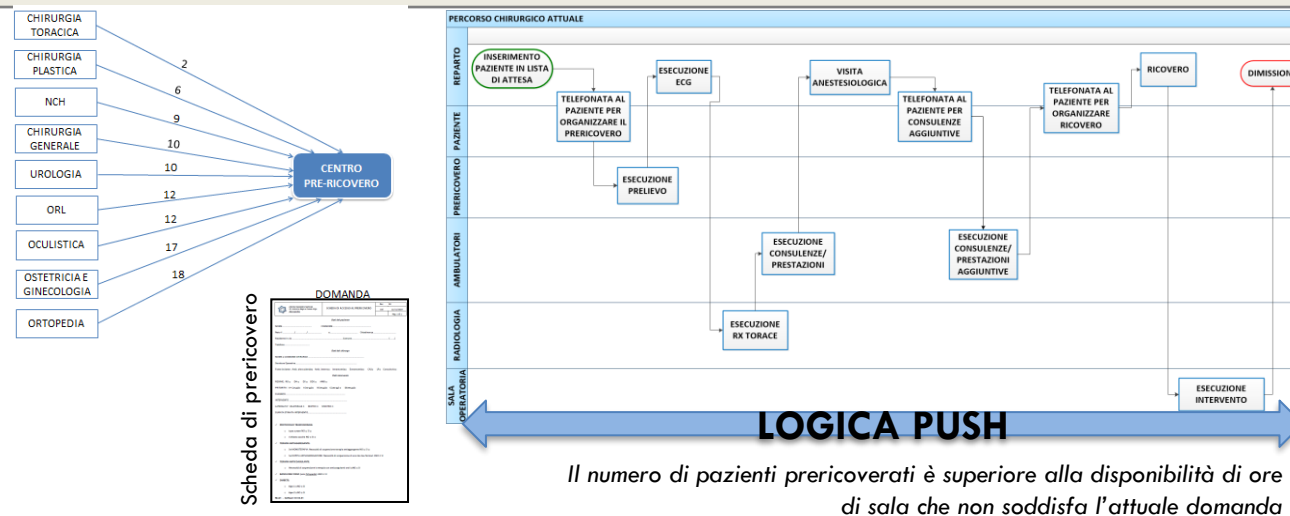 CHIRURGIA
TORACICA
CHIRURGIA
PLASTICA
NCH
CHIRURGIA
GENERALE
UROLOGIA
ORL
OCULISTICA
OSTETRICIA E
GINECOLOGIA
ORTOPEDIA
2
6
9
10
10
12
12
17
18
CENTRO
PRE-RICOVERO
DOMANDA
Scheda di prericovero
PERCORSO CHIRURGICO ATTUALE
REPARTO
PAZIENTE
PRERICOVERO
AMBULATORI
RADIOLOGIA
SALA
OPERATORIA
INSERIMENTO
PAZIENTE IN LISTA
DI ATTESA
TELEFONATA AL
PAZIENTE PER
ORGANIZZARE IL
PRERICOVERO
ESECUZIONE
PRELIEVO
ESECUZIONE
ECG
ESECUZIONE
RX TORACE
ESECUZIONE
CONSULENZE/
PRESTAZIONI
VISITA
ANESTESIOLOGICA
TELEFONATA AL
PAZIENTE PER
CONSULENZE
AGGIUNTIVE
ESECUZIONE
CONSULENZE/
PRESTAZIONI
AGGIUNTIVE
TELEFONATA AL
PAZIENTE PER
ORGANIZZARE
RICOVERO
RICOVERO
ESECUZIONE
INTERVENTO
DIMISSION
LOGICA PUSH
Il numero di pazienti prericoverati è superiore alla disponibilità di ore
di sala che non soddisfa l'attuale domanda